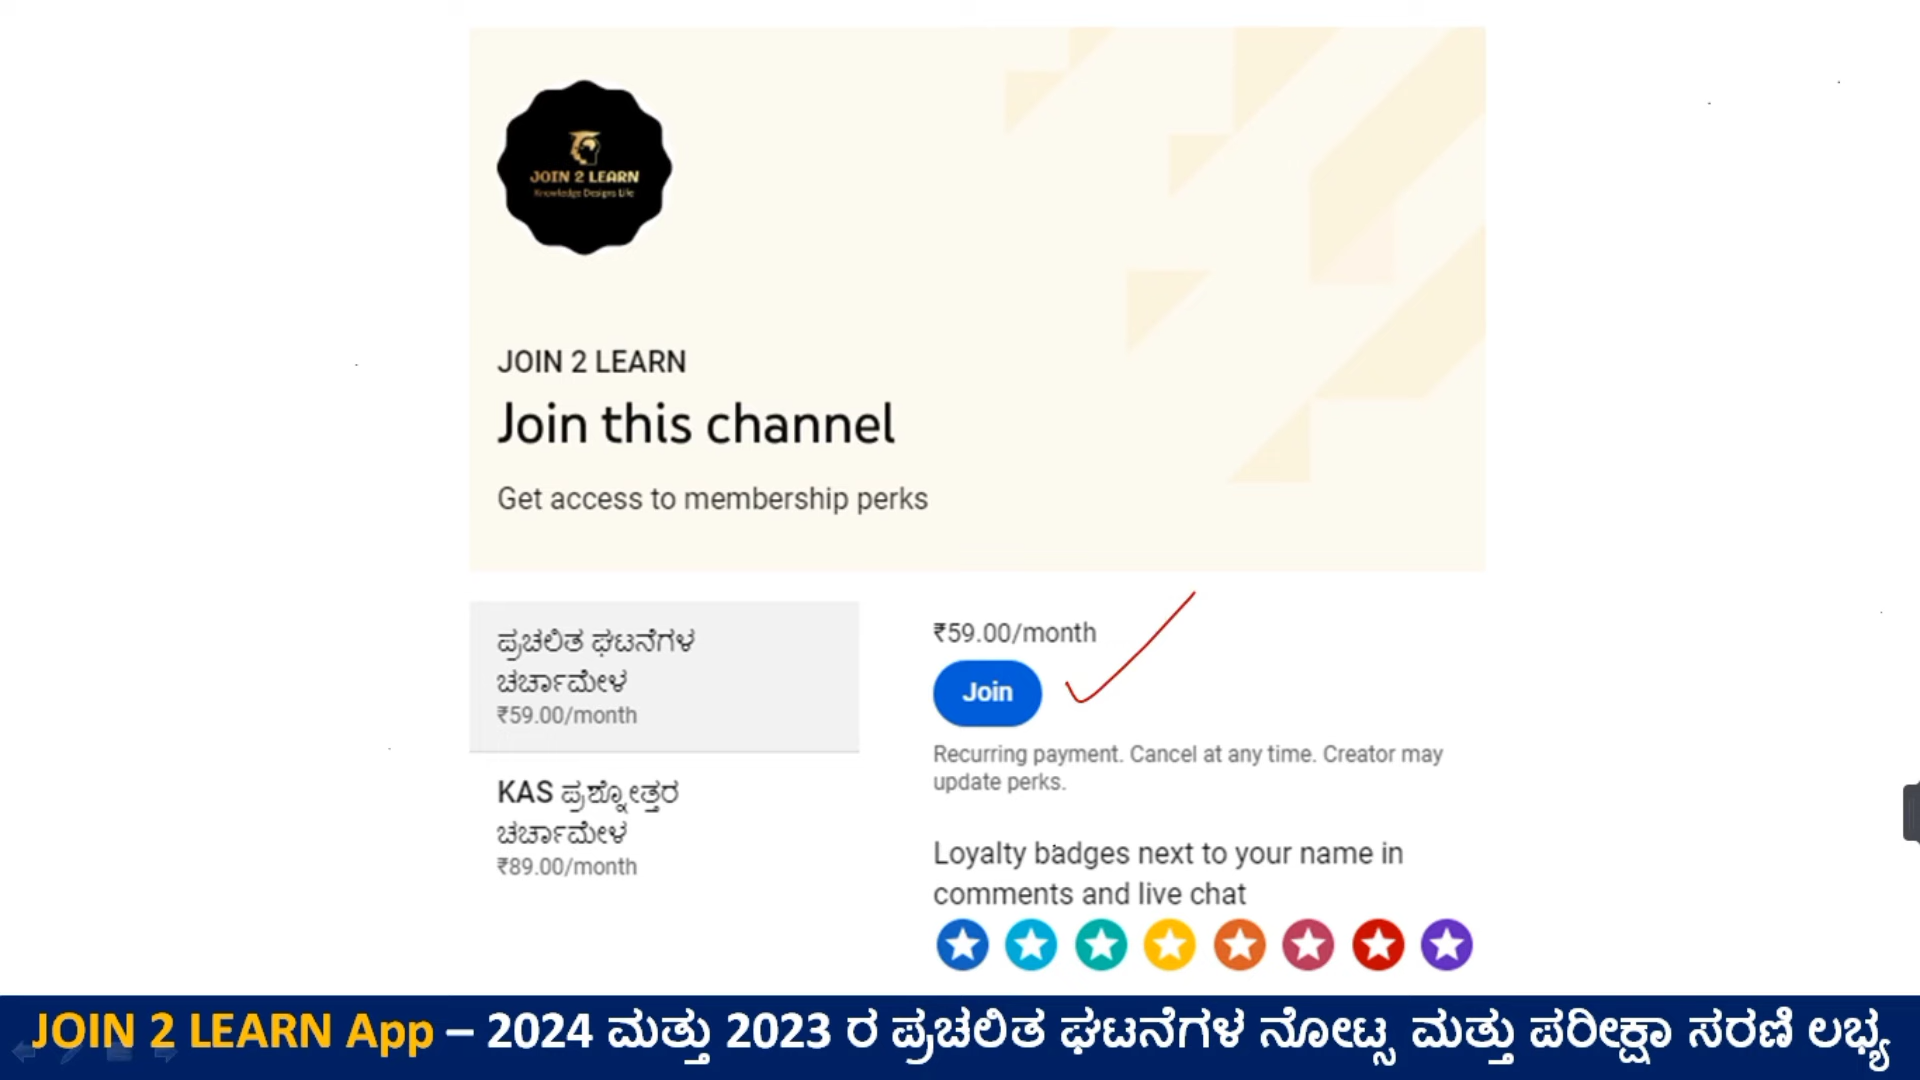 JOIN 2 LEARN
Knowledge Designs Life
JOIN 2 LEARN
Join this channel
Get access to membership perks
ಪ್ರಚಲಿತ ಘಟನೆಗಳ
ಚರ್ಚಾಮೇಳ
₹59.00/month
KAS ಪ್ರಶ್ನೋತ್ತರ
ಚರ್ಚಾಮೇಳ
₹89.00/month
₹59.00/month
Join
Recurring payment. Cancel at any time. Creator may
update perks.
Loyalty badges next to your name in
comments and live chat
JOIN 2 LEARN App – 2024 ಮತ್ತು 2023 ರ ಪ್ರಚಲಿತ ಘಟನೆಗಳ ನೋಟ್ಸ ಮತ್ತು ಪರೀಕ್ಷಾ ಸರಣಿ ಲಭ್ಯ